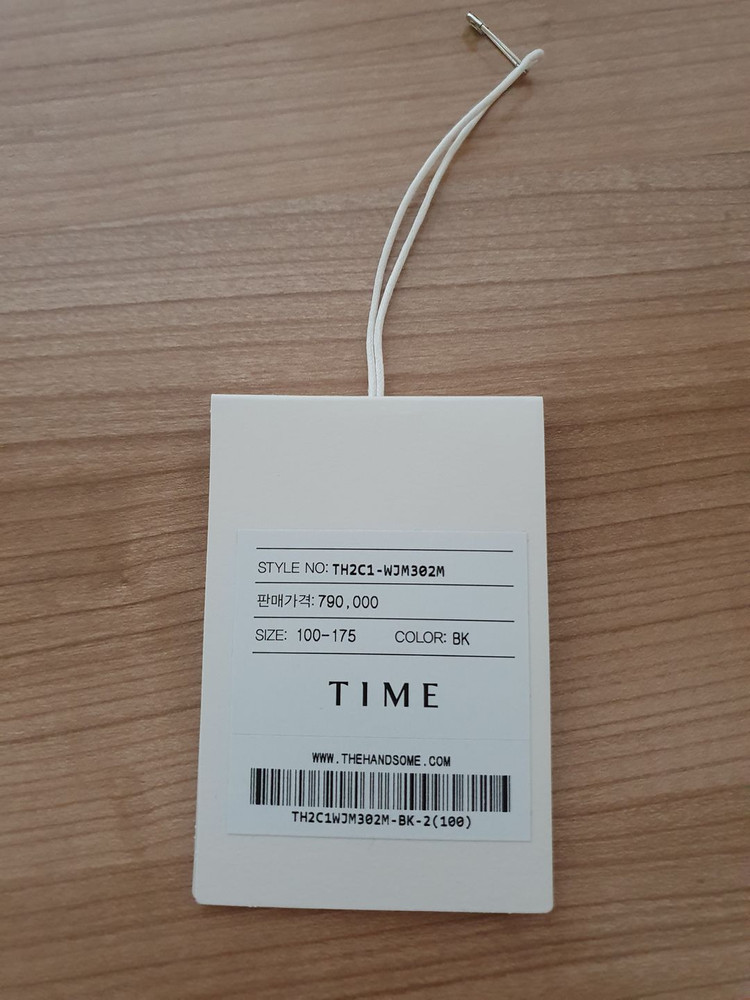 STYLE NO: TH2C1-WJM302M
판매가격: 790,000
SIZE: 100-175 COLOR: BK
TIME
WWW.THEHANDSOME.COM
TH2C1WJM302M-BK-2(100)